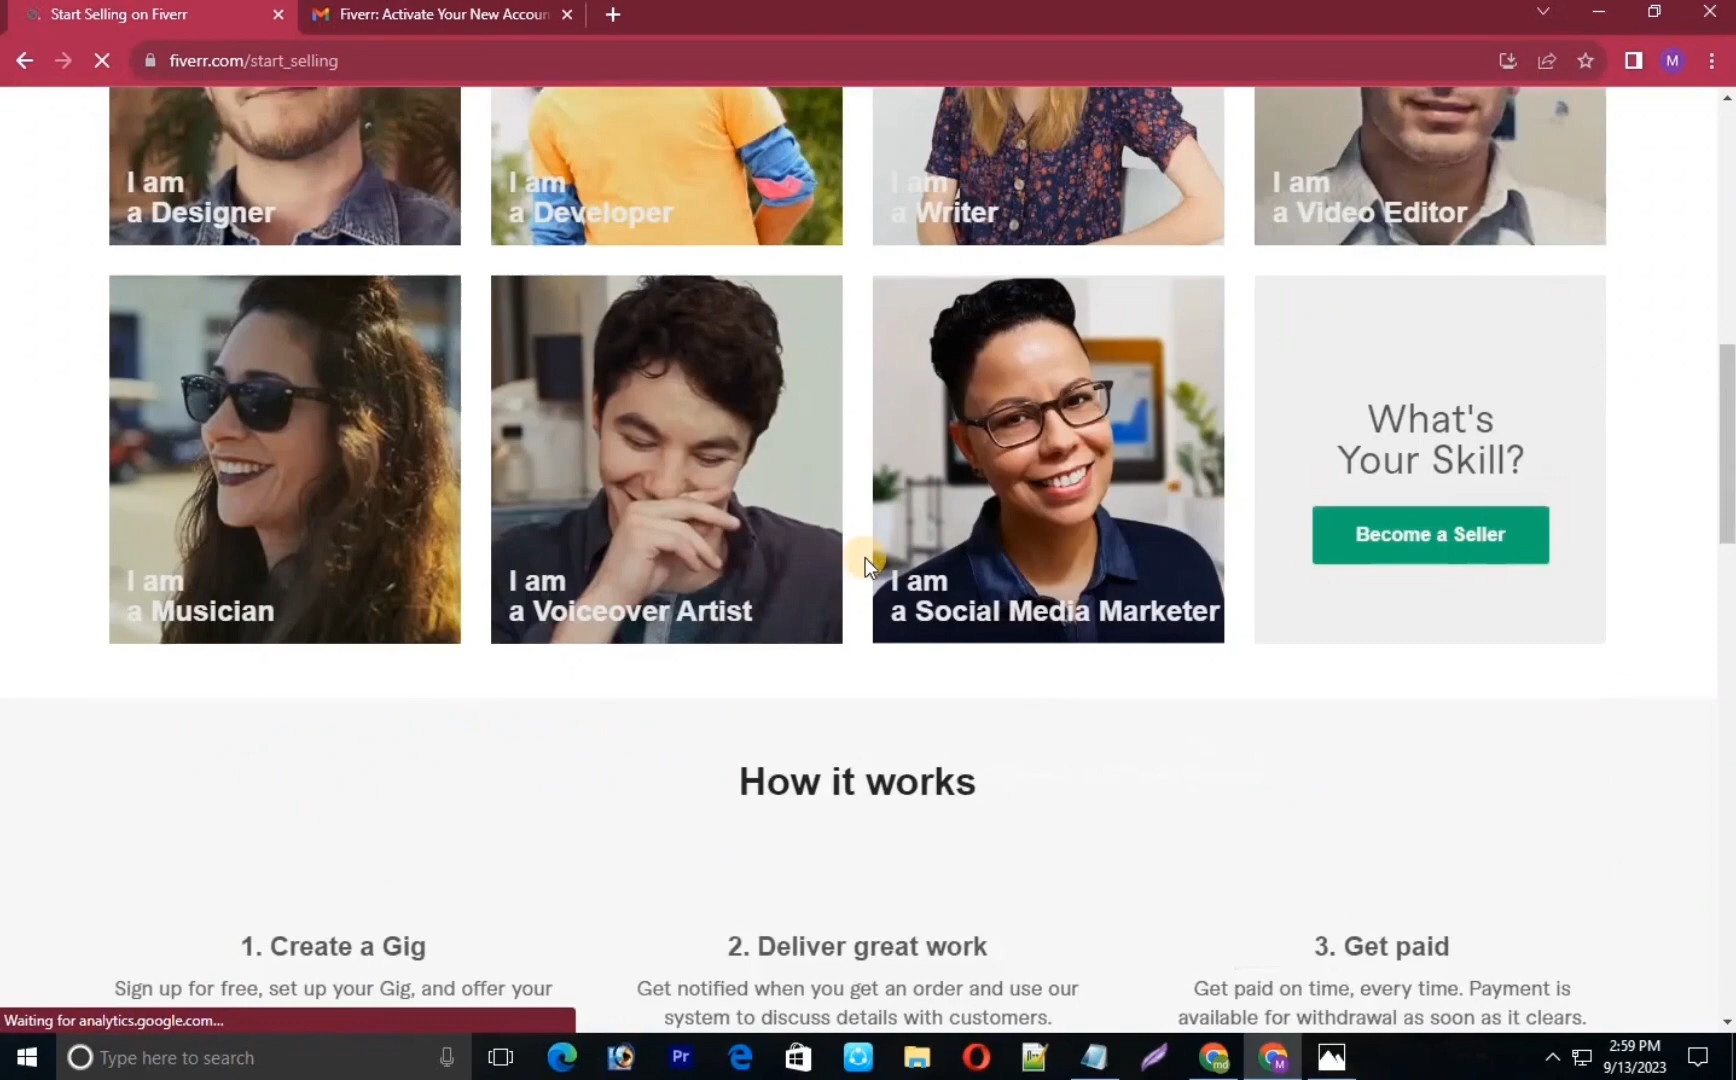 Start Selling on Fiverr
Fiverr: Activate Your New Accoun
fiverr.com/start_selling
M
I am
a Designer
I am
a Developer
I am
a Writer
I am
a Video Editor
I am
a Musician
I am
a Voiceover Artist
I am
a Social Media Marketer
What's
Your Skill?
Become a Seller
How it works
1. Create a Gig
Sign up for free, set up your Gig, and offer your
2. Deliver great work
Get notified when you get an order and use our
system to discuss details with customers.
3. Get paid
Get paid on time, every time. Payment is
available for withdrawal as soon as it clears.
Waiting for analytics.google.com...
Type here to search
Pr
md
M
2:59 PM
9/13/2023